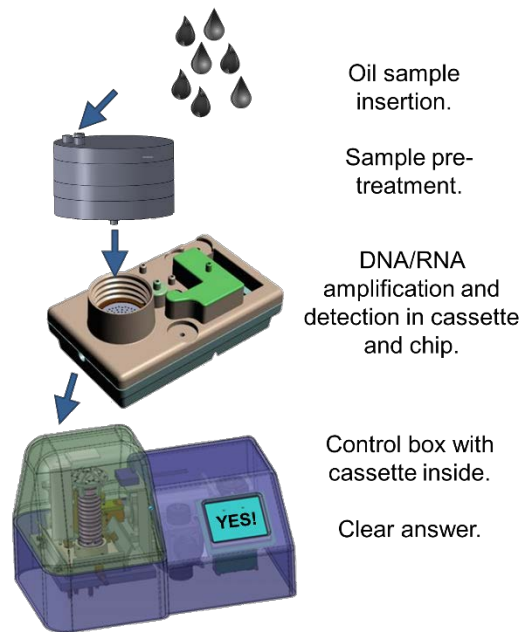 Oil sample
insertion.
Sample pre-
treatment.
DNA/RNA
amplification and
detection in cassette
and chip.
Control box with
cassette inside.
YES!
Clear answer.